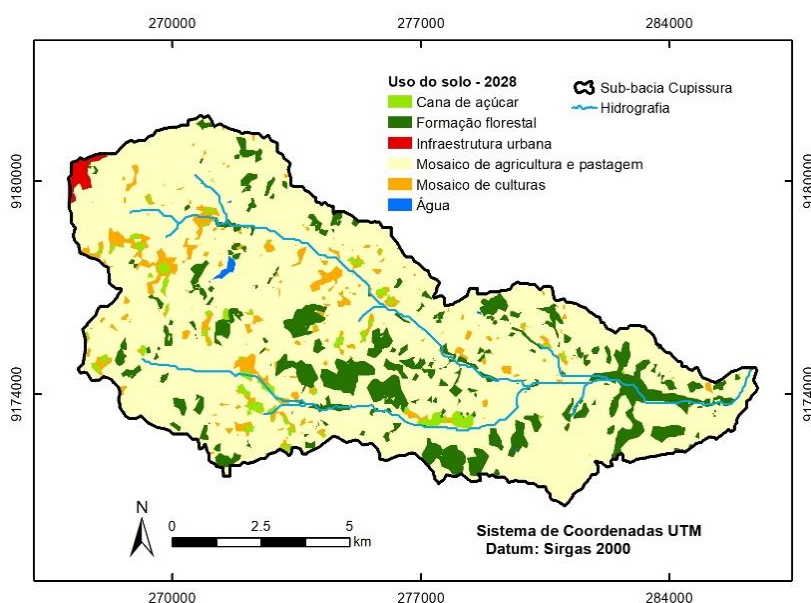 270000 277000 284000
9180000 9180000
9174000 9174000
Uso do solo - 2028
Cana de açúcar
Formação florestal
Infraestrutura urbana
Mosaico de agricultura e pastagem
Mosaico de culturas
Água
Sub-bacia Cupissura
Hidrografia
N
0 2.5 5
km
Sistema de Coordenadas UTM
Datum: Sirgas 2000
270000 277000 284000